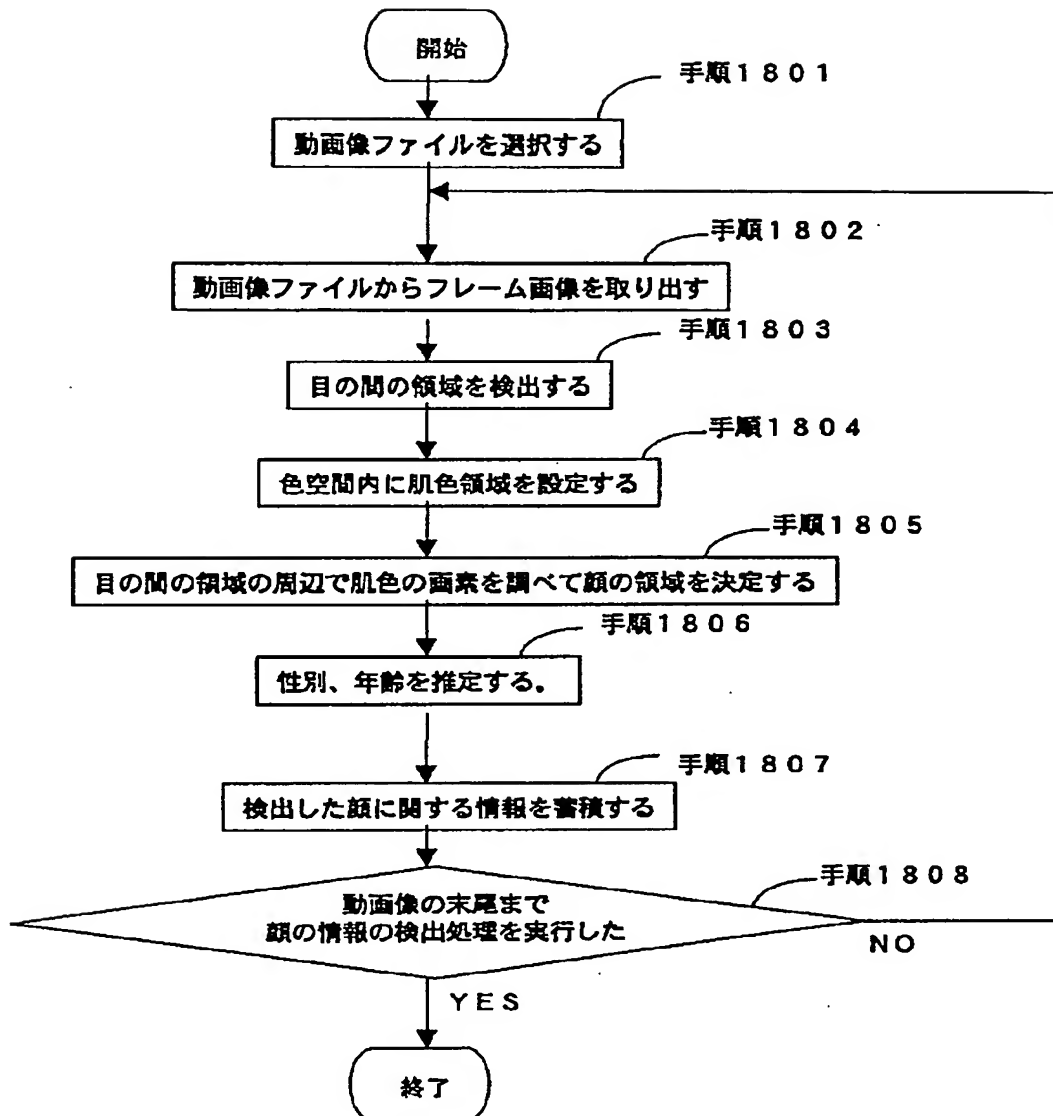 開始
手順1801
動画像ファイルを選択する
手順1802
動画像ファイルからフレーム画像を取り出す
手順1803
目の間の領域を検出する
手順1804
色空間内に肌色領域を設定する
手順1805
目の間の領域の周辺で肌色の画素を調べて顔の領域を決定する
手順1806
性別、年齢を推定する。
手順1807
検出した顔に関する情報を蓄積する
手順1808
動画像の末尾まで
顔の情報の検出処理を実行した
NO
YES
終了